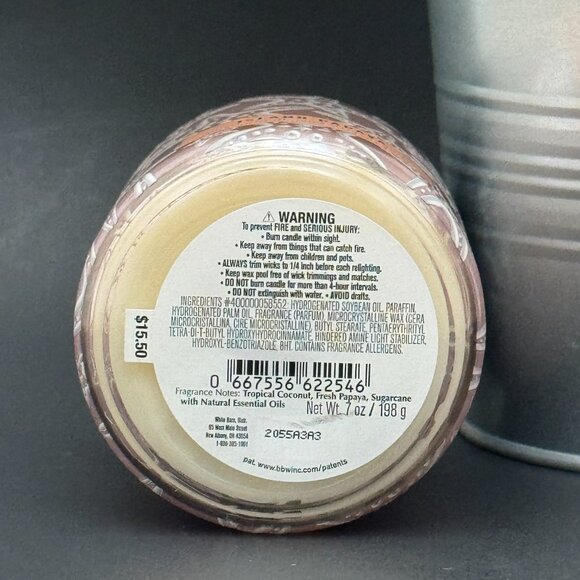 ⚠ WARNING
To prevent FIRE and SERIOUS INJURY:
• Burn candle within sight.
• Keep away from things that can catch fire.
• Keep away from children and pets.
• ALWAYS trim wicks to 1/4 inch before each relighting.
• Keep wax pool free of wick trimmings and matches.
• DO NOT burn candle for more than 4-hour intervals.
• DO NOT extinguish with water. • AVOID drafts.
INGREDIENTS #400000058552: HYDROGENATED SOYBEAN OIL, PARAFFIN,
HYDROGENATED PALM OIL, FRAGRANCE (PARFUM), MICROCRYSTALLINE WAX (CERA
MICROCRISTALLINA, CIRE MICROCRISTALLINE), BUTYL STEARATE, PENTAERYTHRITYL
TETRA-DI-T-BUTYL HYDROXYHYDROCINNAMATE, HINDERED AMINE LIGHT STABILIZER,
HYDROXYL-BENZOTRIAZOLE, BHT. CONTAINS FRAGRANCE ALLERGENS.
$15.50
0 667556 622546
Fragrance Notes: Tropical Coconut, Fresh Papaya, Sugarcane
with Natural Essential Oils
Net Wt. 7 oz / 198 g
White Barn, Distr.
95 West Main Street
New Albany, OH 43054
1-800-395-1001
2055A3A3
pat. www.bbwinc.com/patents